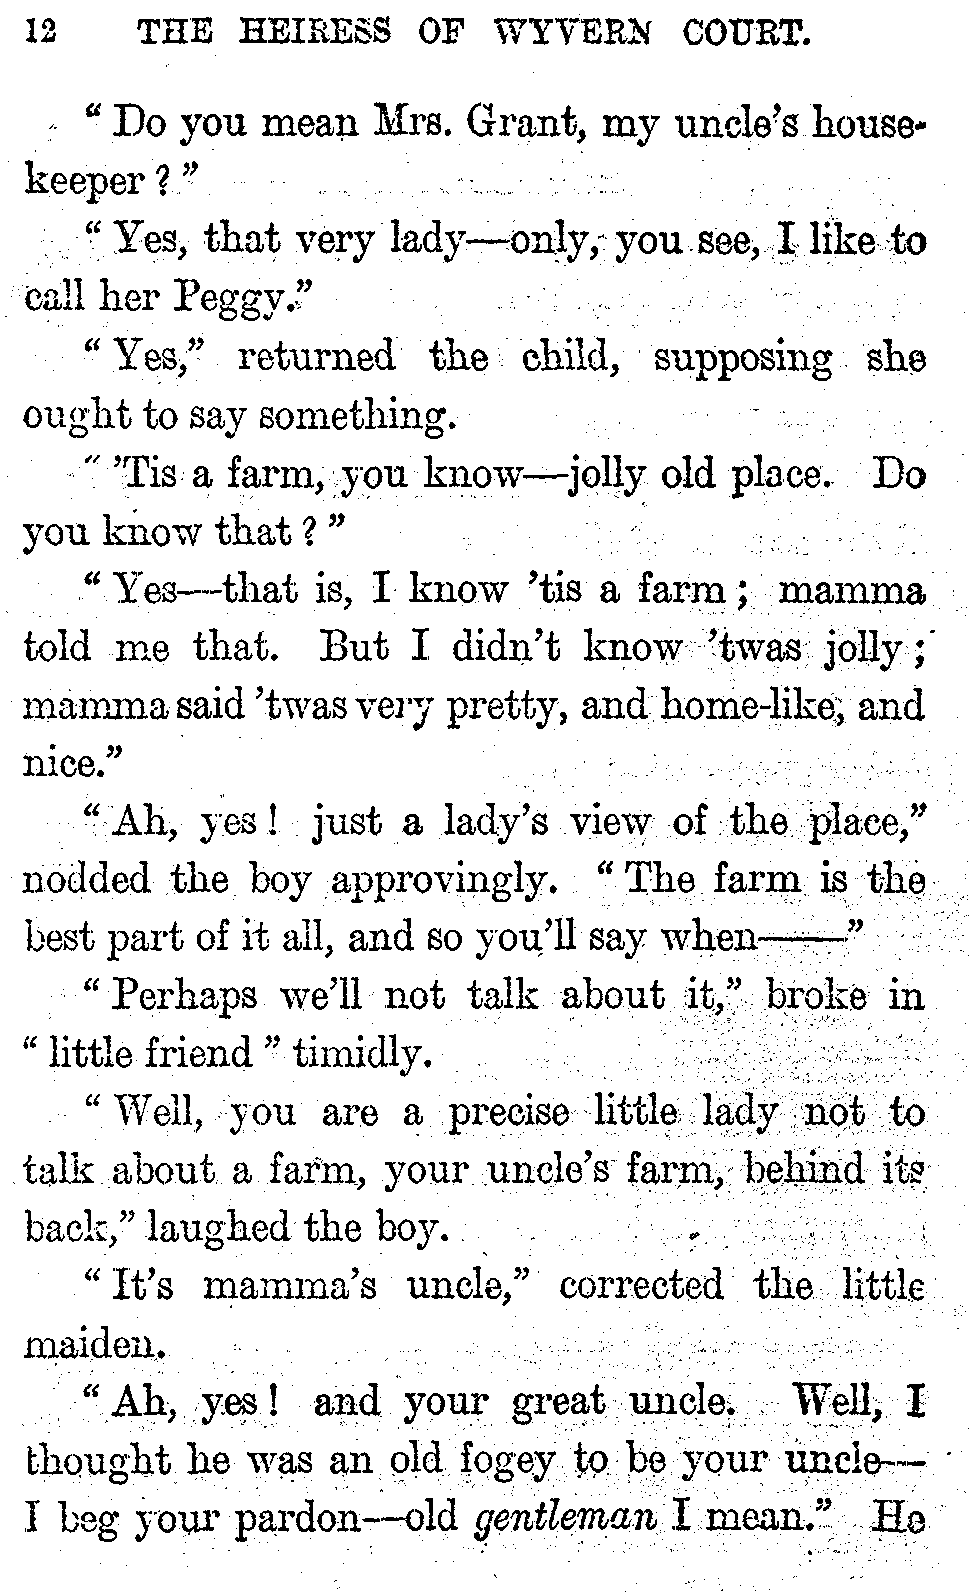 12 THE HEIRESS OF WYVERN COURT.
“Do you mean Mrs. Grant, my uncle’s house-
keeper?”
“Yes, that very lady—only, you see, I like to
call her Peggy.”
“Yes,” returned the child, supposing she
ought to say something.
“’Tis a farm, you know—jolly old place. Do
you know that?”
“Yes—that is, I know ’tis a farm; mamma
told me that. But I didn’t know ’twas jolly;
mamma said ’twas very pretty, and home-like, and
nice.”
“Ah, yes! just a lady’s view of the place,”
nodded the boy approvingly. “The farm is the
best part of it all, and so you’ll say when——”
“Perhaps we’ll not talk about it,” broke in
“little friend” timidly.
“Well, you are a precise little lady not to
talk about a farm, your uncle’s farm, behind its
back,” laughed the boy.
“It’s mamma’s uncle,” corrected the little
maiden.
“Ah, yes! and your great uncle. Well, I
thought he was an old fogey to be your uncle—
I beg your pardon—old gentleman I mean.” He